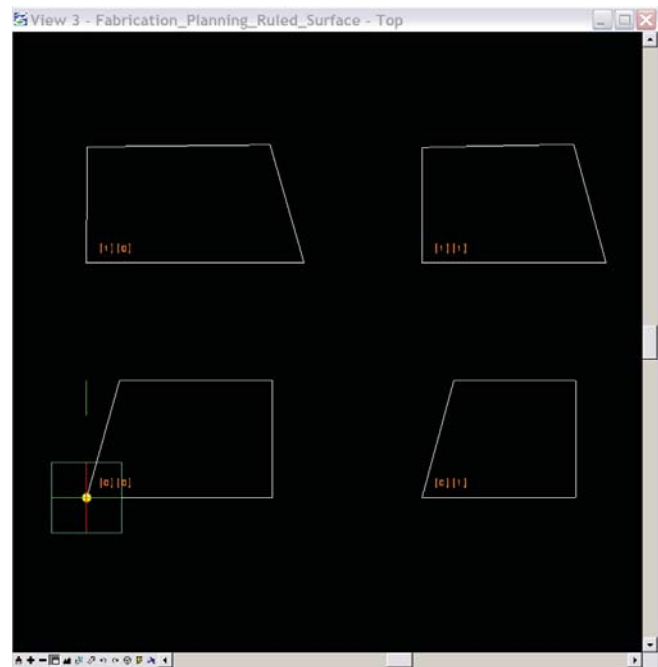 View 3 - Fabrication_Planning_Ruled_Surface - Top
[1][0] [1][1]
[0][0] [0][1]